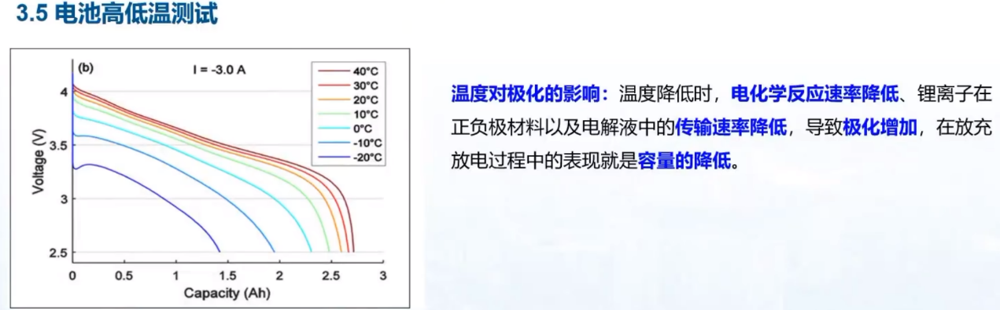 3.5 电池高低温测试
(b)
I = -3.0 A
40°C
30°C
20°C
10°C
0°C
-10°C
-20°C
Voltage (V)
4
3.5
3
2.5
0 0.5 1 1.5 2 2.5 3
Capacity (Ah)
温度对极化的影响：温度降低时，电化学反应速率降低、锂离子在
正负极材料以及电解液中的传输速率降低，导致极化增加，在放充
放电过程中的表现就是容量的降低。